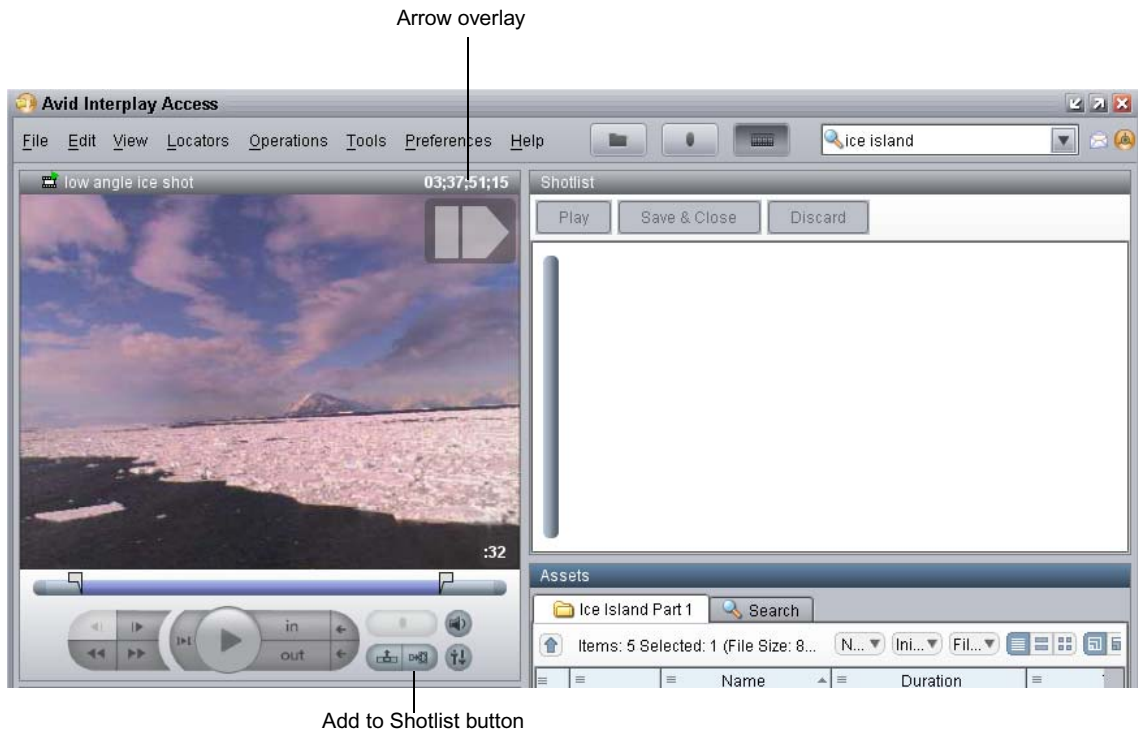 Arrow overlay
Avid Interplay Access
File Edit View Locators Operations Tools Preferences Help
ice island
low angle ice shot 03;37;51;15
Shotlist
Play Save & Close Discard
:32
Assets
Ice Island Part 1 Search
in
out
Items: 5 Selected: 1 (File Size: 8... N... Ini... Fil...
Name Duration
Add to Shotlist button